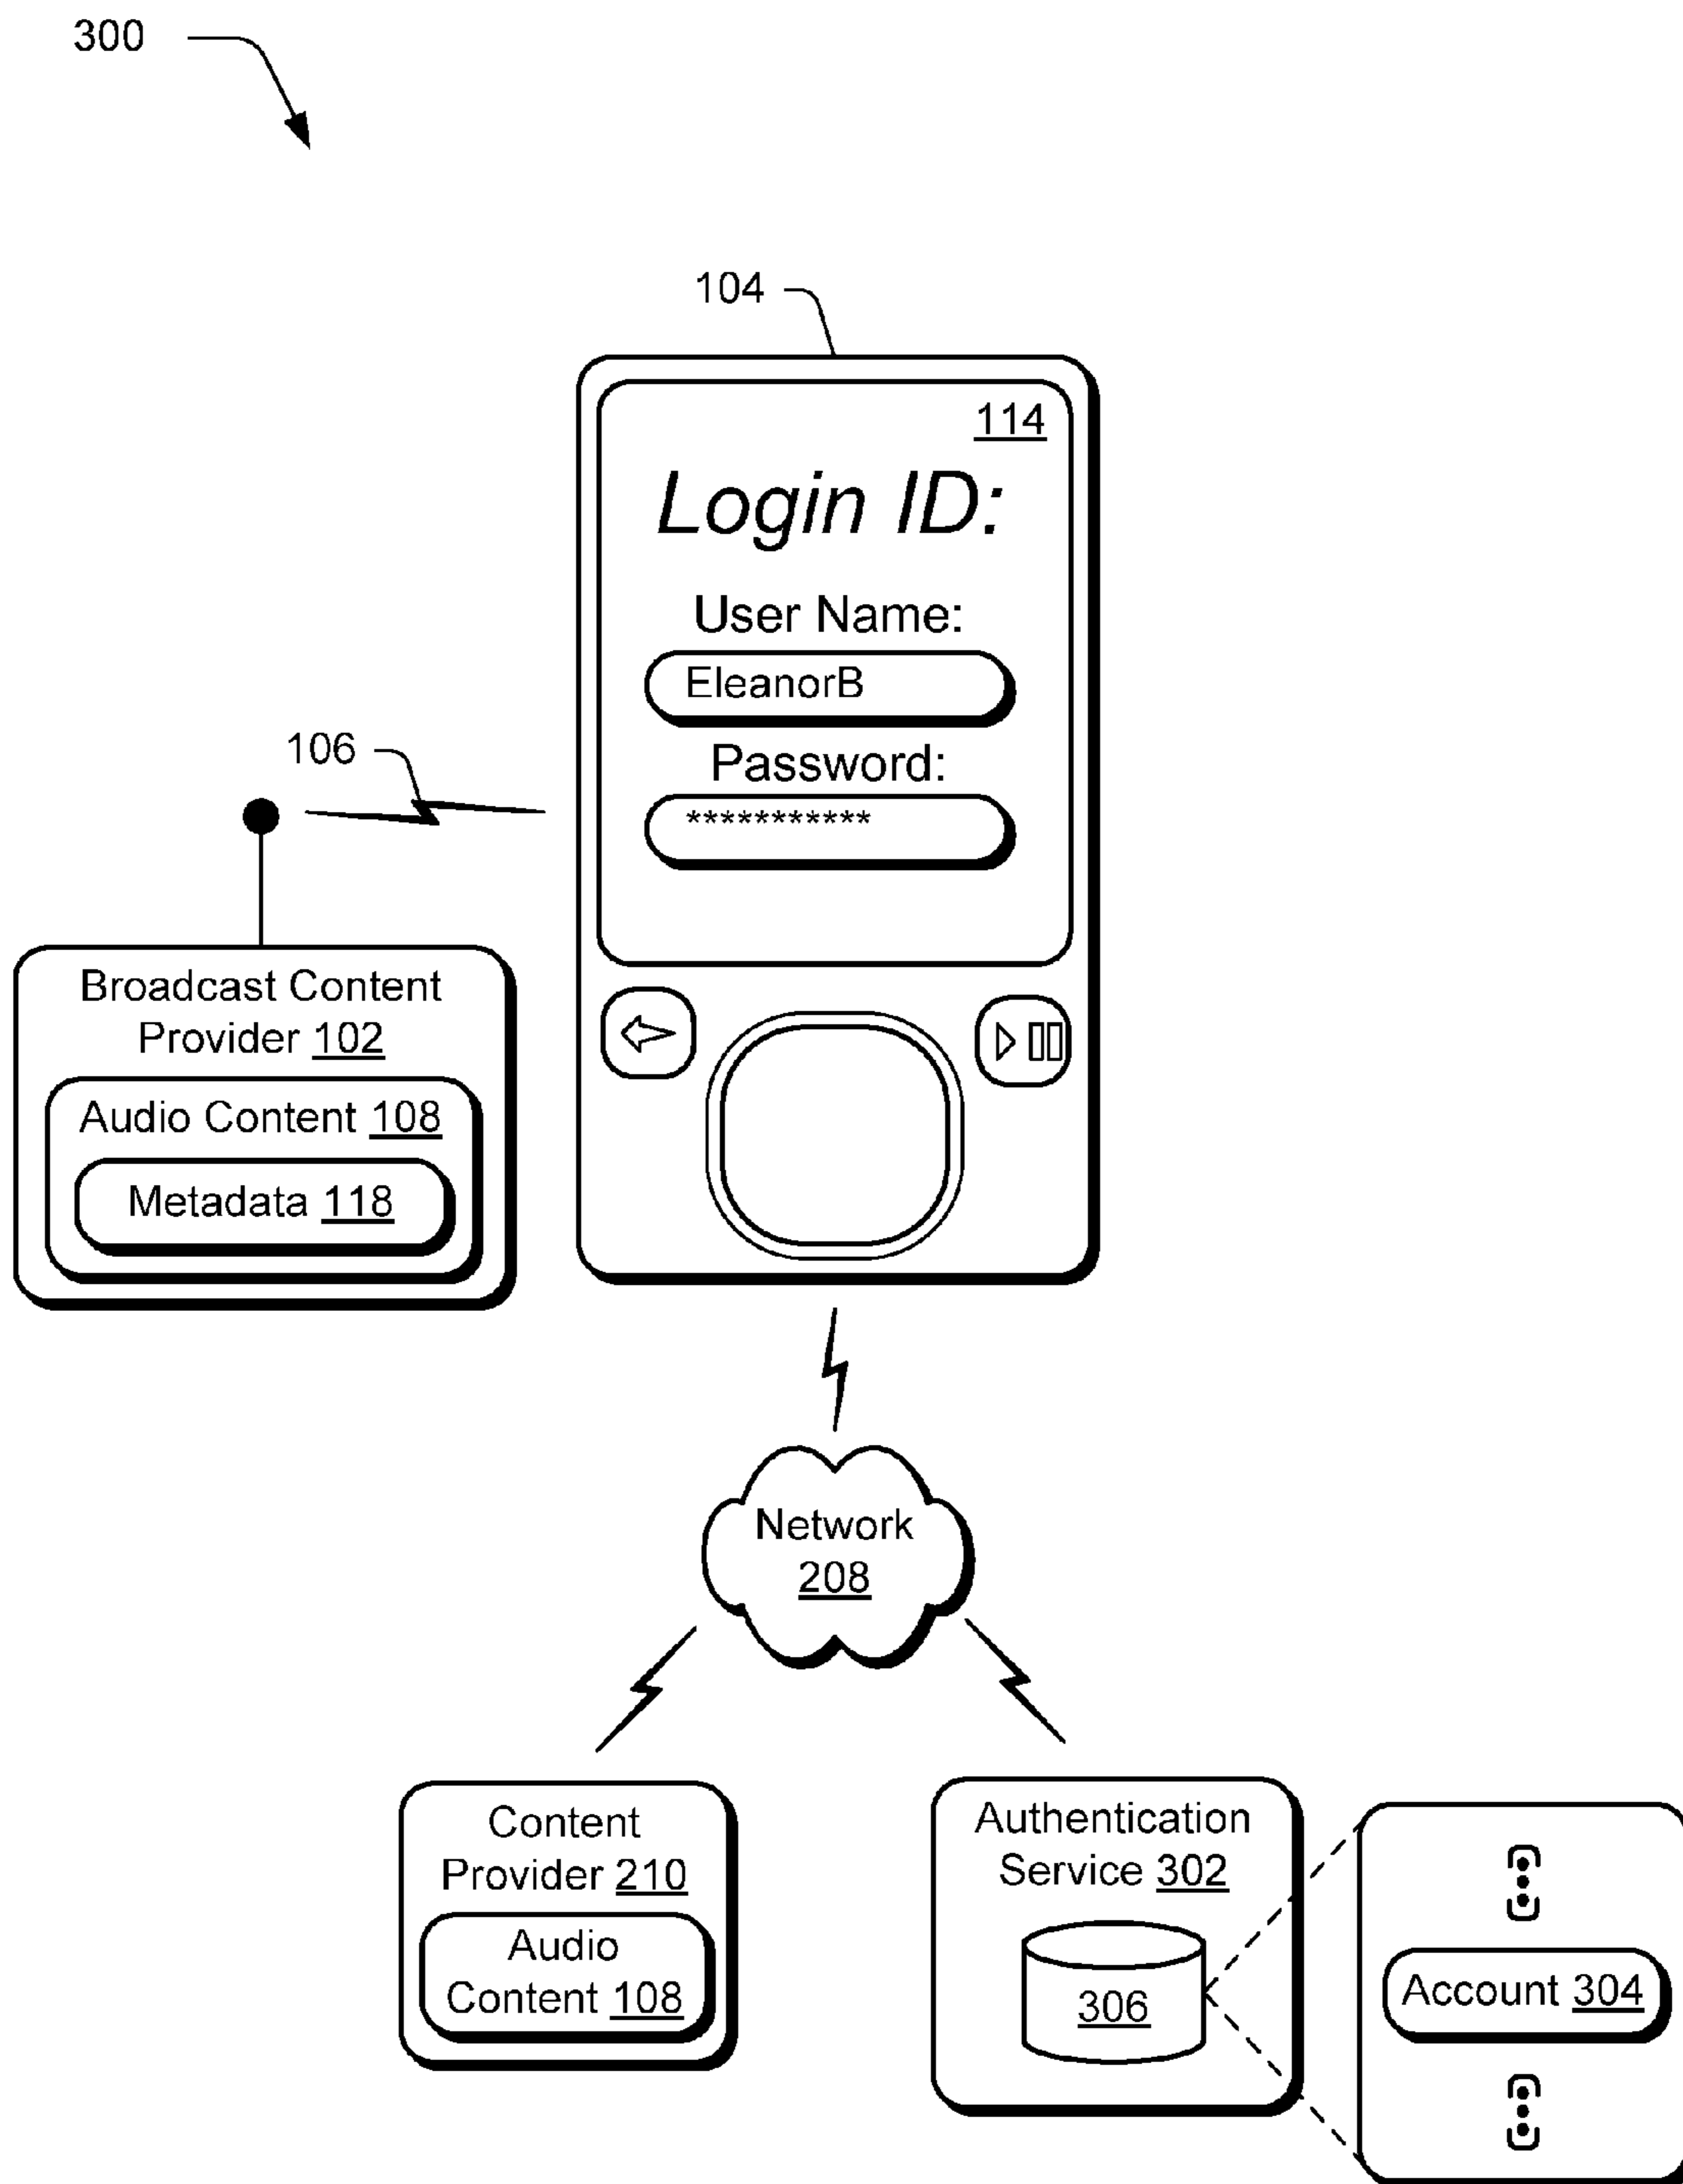 300
104
114
Login ID:
User Name:
EleanorB
106
Password:
***********
Broadcast Content
Provider 102
Audio Content 108
Metadata 118
Network
208
Content
Provider 210
Audio
Content 108
Authentication
Service 302
306
Account 304